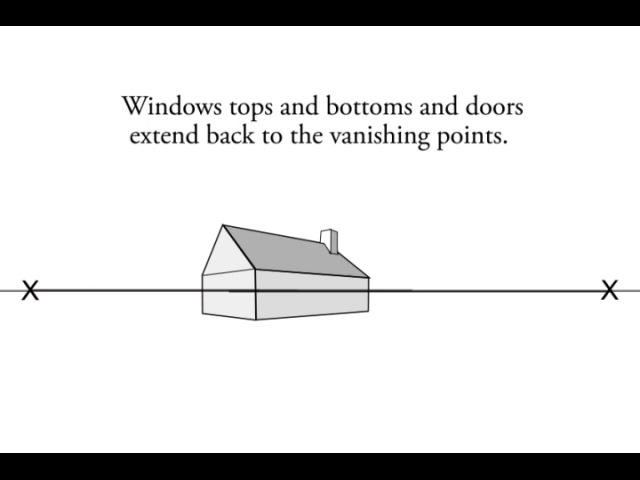 Windows tops and bottoms and doors
extend back to the vanishing points.
X X